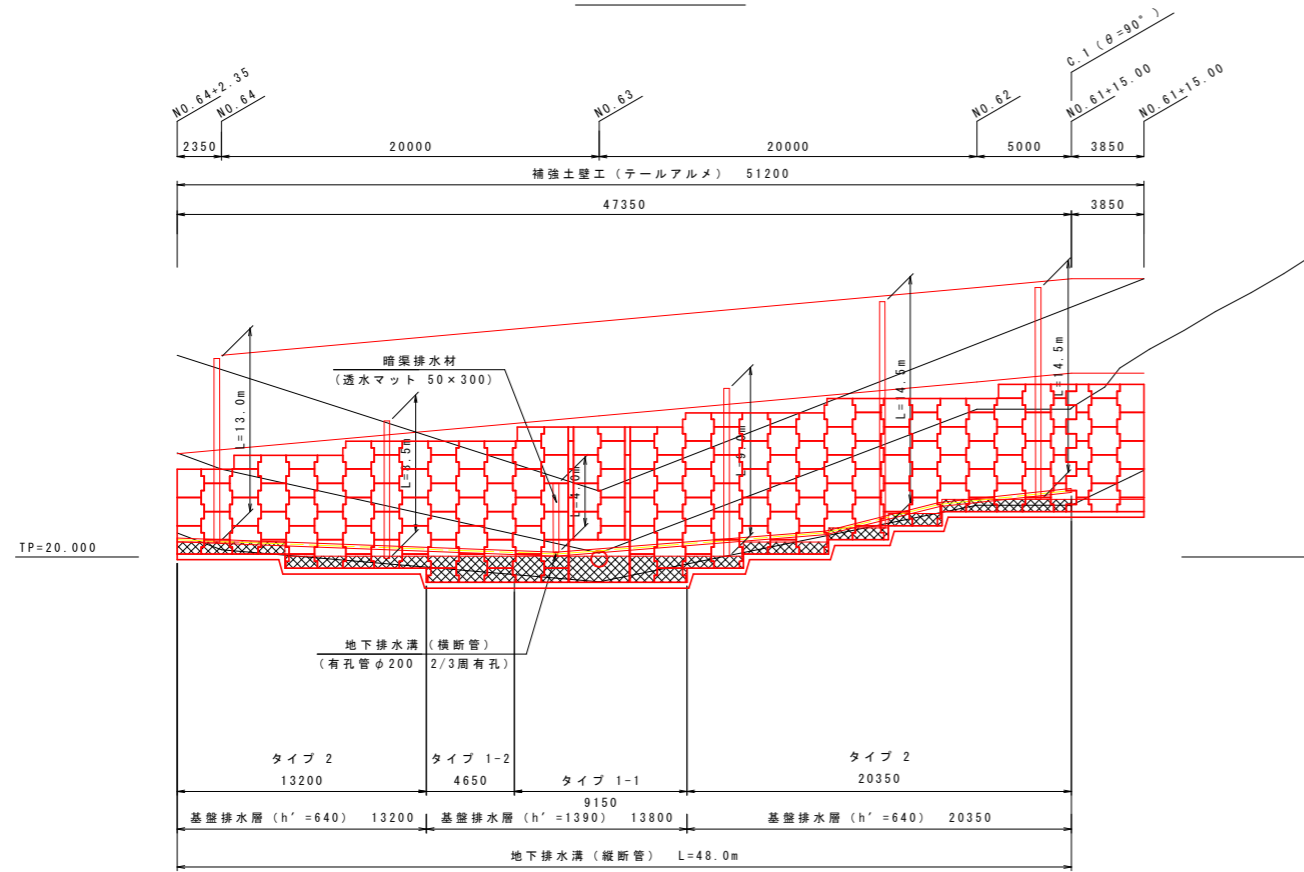 C.1 (θ=90°)
NO.64+2.35
NO.64
NO.63
NO.62
NO.61+15.00
NO.61+15.00
2350
20000
20000
5000
3850
補強土壁工 (テールアルメ) 51200
47350
3850
暗渠排水材
(透水マット 50×300)
L=13.0m
L=8.5m
L=4.0m
L=9.0m
L=14.5m
L=14.5m
TP=20.000
地下排水溝 (横断管)
(有孔管φ200 2/3周有孔)
タイプ 2
タイプ 1-2
タイプ 1-1
タイプ 2
13200
4650
9150
20350
基盤排水層 (h'=640) 13200
基盤排水層 (h'=1390) 13800
基盤排水層 (h'=640) 20350
地下排水溝 (縦断管) L=48.0m